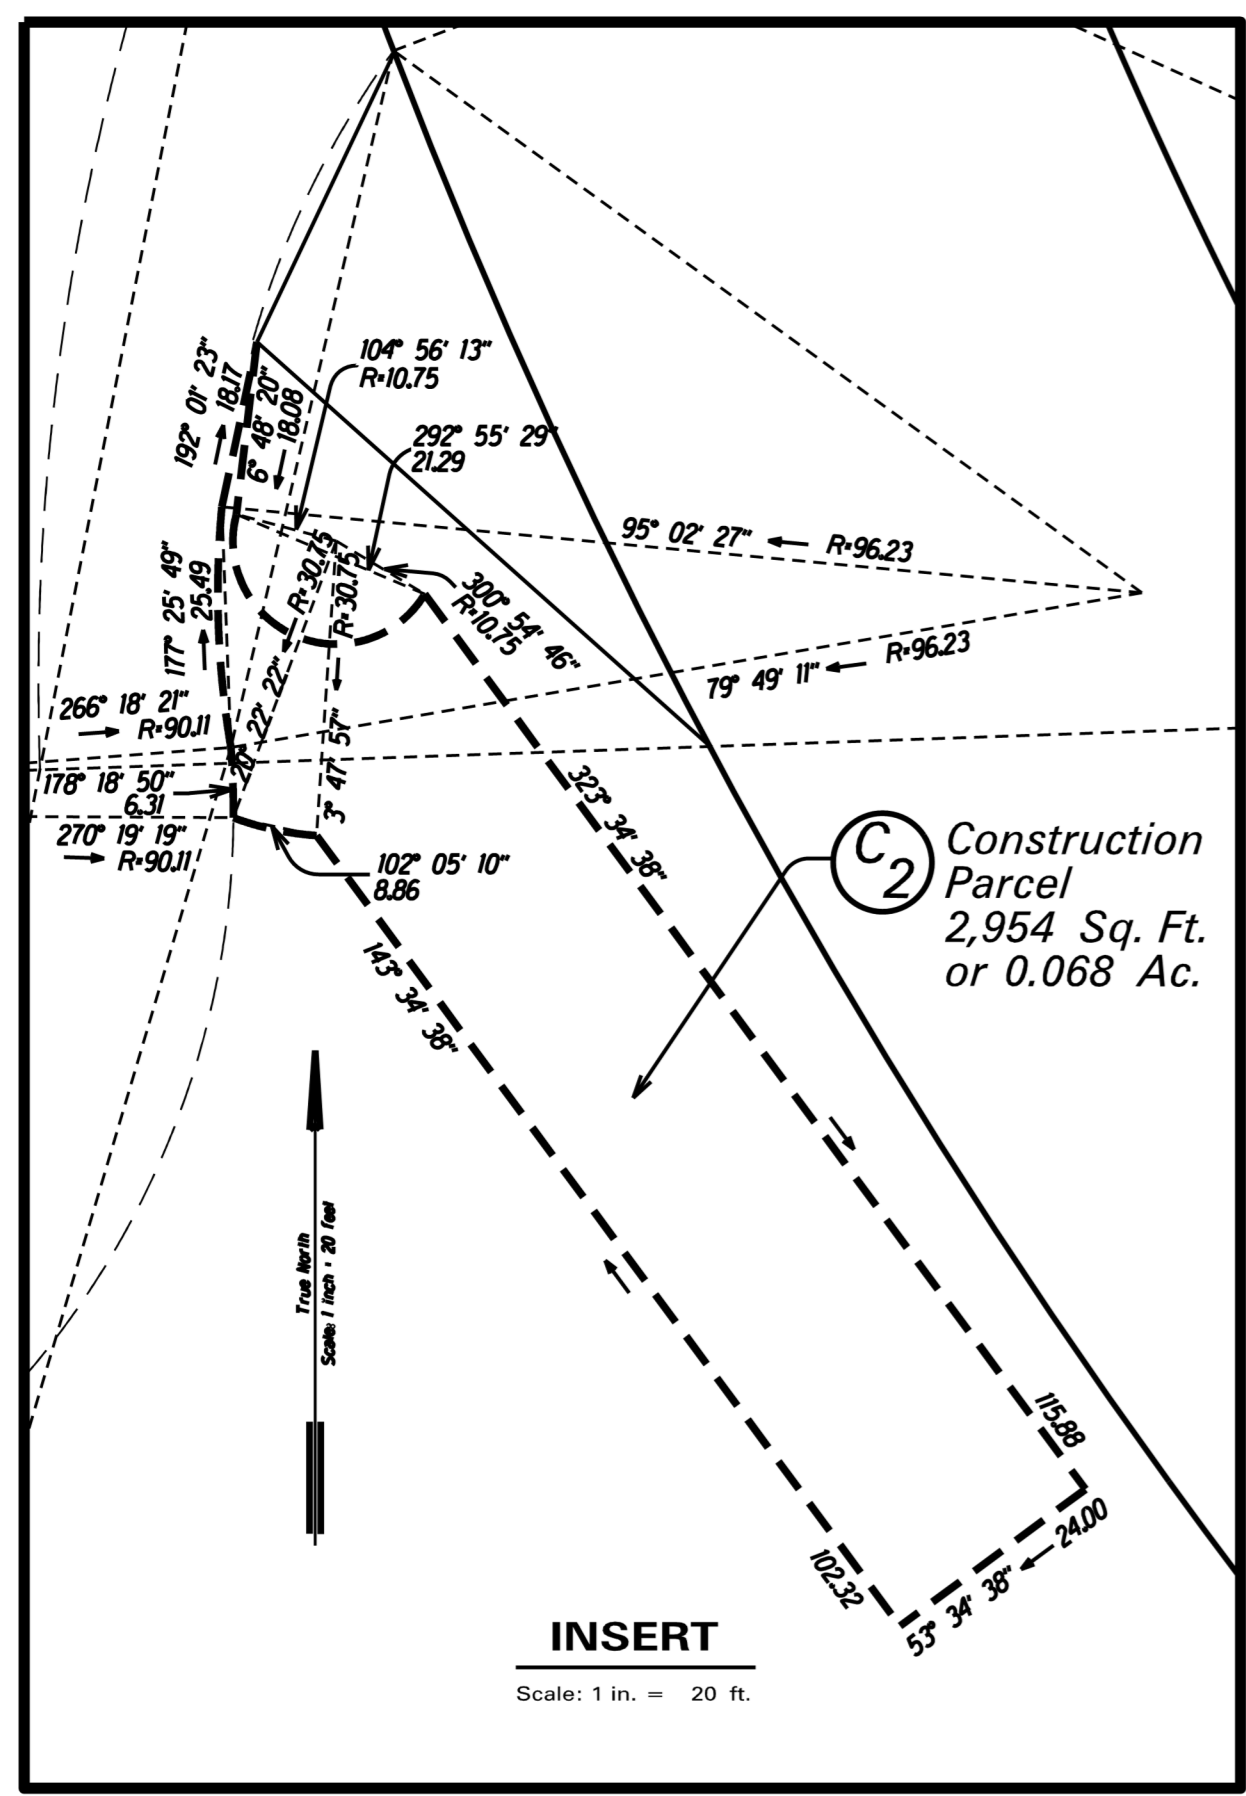 104° 56' 13"
R=10.75
292° 55' 29"
21.29
192° 01' 23"
18.17
6° 48' 20"
18.08
95° 02' 27"
R=96.23
R=30.75
R=30.75
300° 54' 46"
R=10.75
177° 25' 49"
25.49
79° 49' 11"
R=96.23
266° 18' 21"
R=90.11
20° 22' 22"
3° 47' 57"
178° 18' 50"
6.31
270° 19' 19"
R=90.11
102° 05' 10"
8.86
323° 34' 38"
C2
Construction
Parcel
2,954 Sq. Ft.
or 0.068 Ac.
143° 34' 38"
True North
Scale: 1 inch = 20 feet
115.88
24.00
53° 34' 38"
102.32
INSERT
Scale: 1 in. = 20 ft.